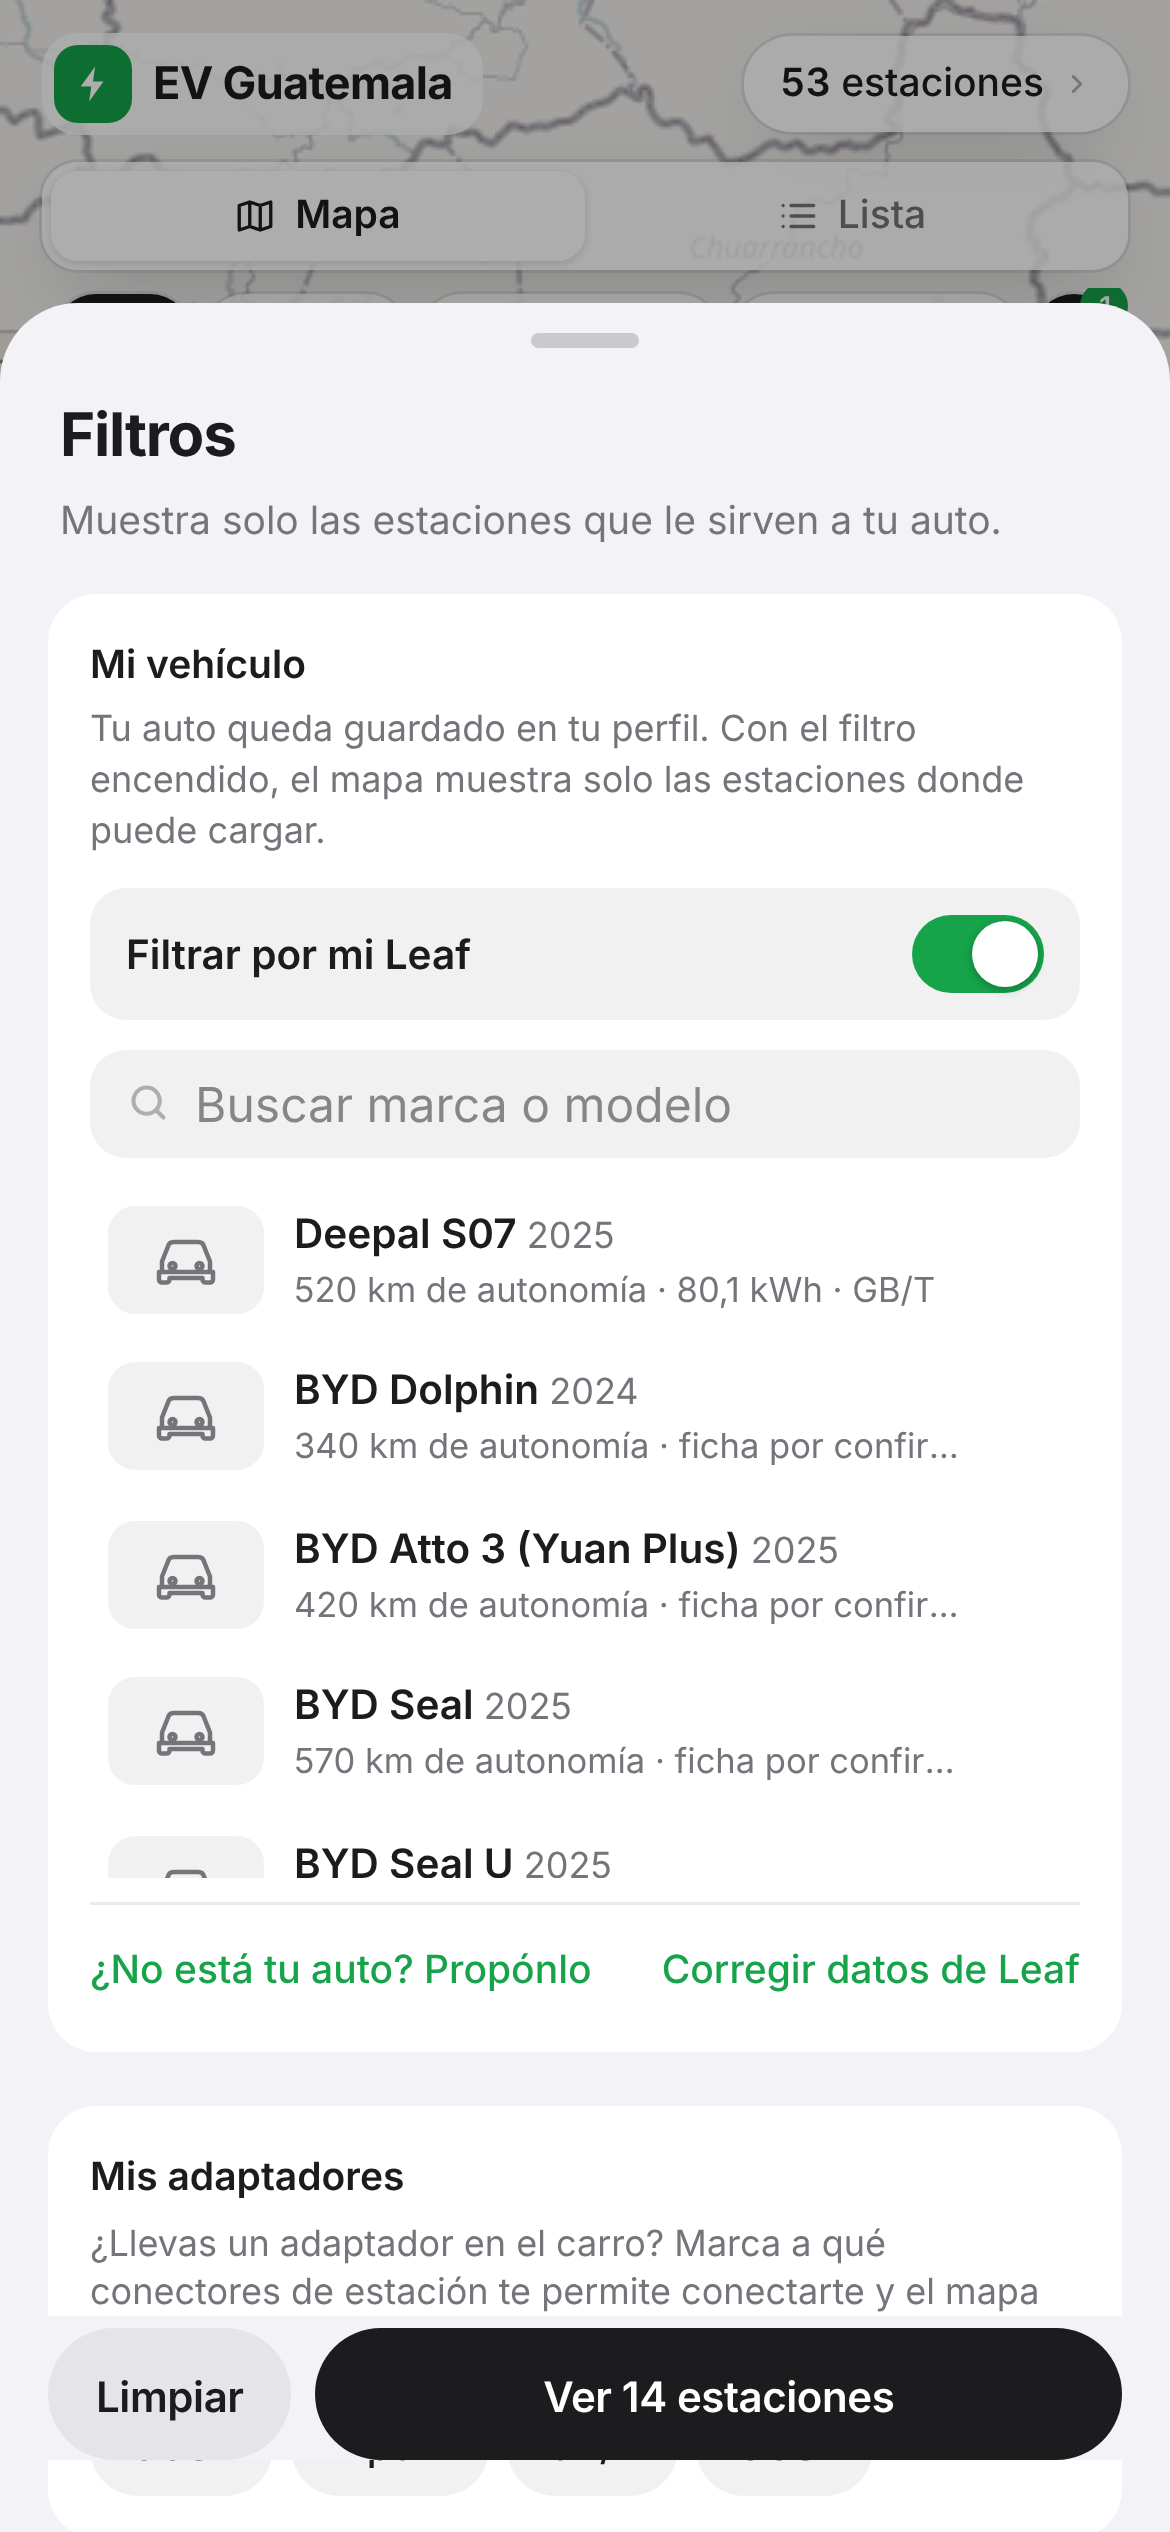 EV Guatemala
53 estaciones
Mapa
Lista
Chuarrancho
1
Filtros
Muestra solo las estaciones que le sirven a tu auto.
Mi vehículo
Tu auto queda guardado en tu perfil. Con el filtro
encendido, el mapa muestra solo las estaciones donde
puede cargar.
Filtrar por mi Leaf
Buscar marca o modelo
Deepal S07 2025
520 km de autonomía · 80,1 kWh · GB/T
BYD Dolphin 2024
340 km de autonomía · ficha por confir...
BYD Atto 3 (Yuan Plus) 2025
420 km de autonomía · ficha por confir...
BYD Seal 2025
570 km de autonomía · ficha por confir...
BYD Seal U 2025
¿No está tu auto? Propónlo
Corregir datos de Leaf
Mis adaptadores
¿Llevas un adaptador en el carro? Marca a qué
conectores de estación te permite conectarte y el mapa
Limpiar
Ver 14 estaciones